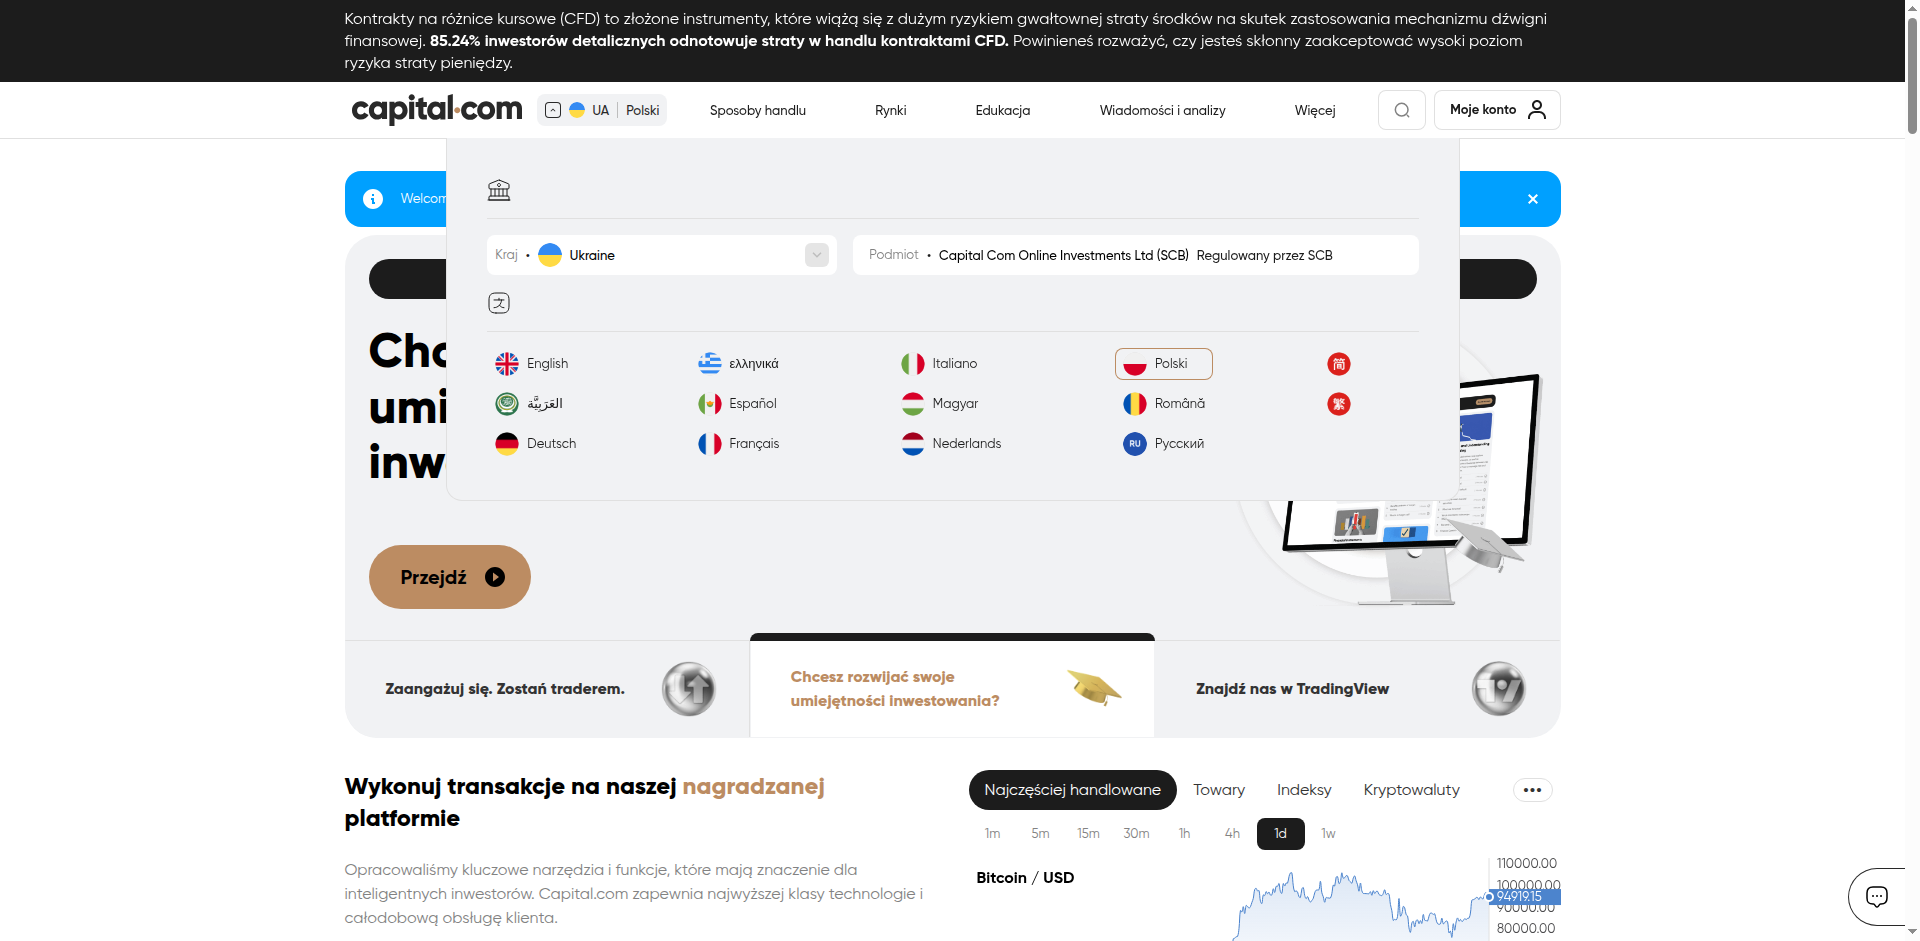 Kontrakty na różnice kursowe (CFD) to złożone instrumenty, które wiążą się z dużym ryzykiem gwałtownej straty środków na skutek zastosowania mechanizmu dźwigni
finansowej. 85.24% inwestorów detalicznych odnotowuje straty w handlu kontraktami CFD. Powinieneś rozważyć, czy jesteś skłonny zaakceptować wysoki poziom
ryzyka straty pieniędzy.
capital.com
UA
Polski
Sposoby handlu
Rynki
Edukacja
Wiadomości i analizy
Więcej
Moje konto
Kraj • Ukraine
Podmiot • Capital Com Online Investments Ltd (SCB) Regulowany przez SCB
文
English
ελληνικά
Italiano
Polski
简
العَرَبِيَّة
Español
Magyar
Română
繁
Deutsch
Français
Nederlands
RU Русский
umi
inw
Przejdź
Zaangażuj się. Zostań traderem.
Chcesz rozwijać swoje
umiejętności inwestowania?
Znajdź nas w TradingView
Wykonuj transakcje na naszej nagradzanej
platformie
Opracowaliśmy kluczowe narzędzia i funkcje, które mają znaczenie dla
inteligentnych inwestorów. Capital.com zapewnia najwyższej klasy technologie i
całodobową obsługę klienta.
Najczęściej handlowane
Towary
Indeksy
Kryptowaluty
1m
5m
15m
30m
1h
4h
1d
1w
Bitcoin / USD
110000.00
100000.00
94919.15
90000.00
80000.00